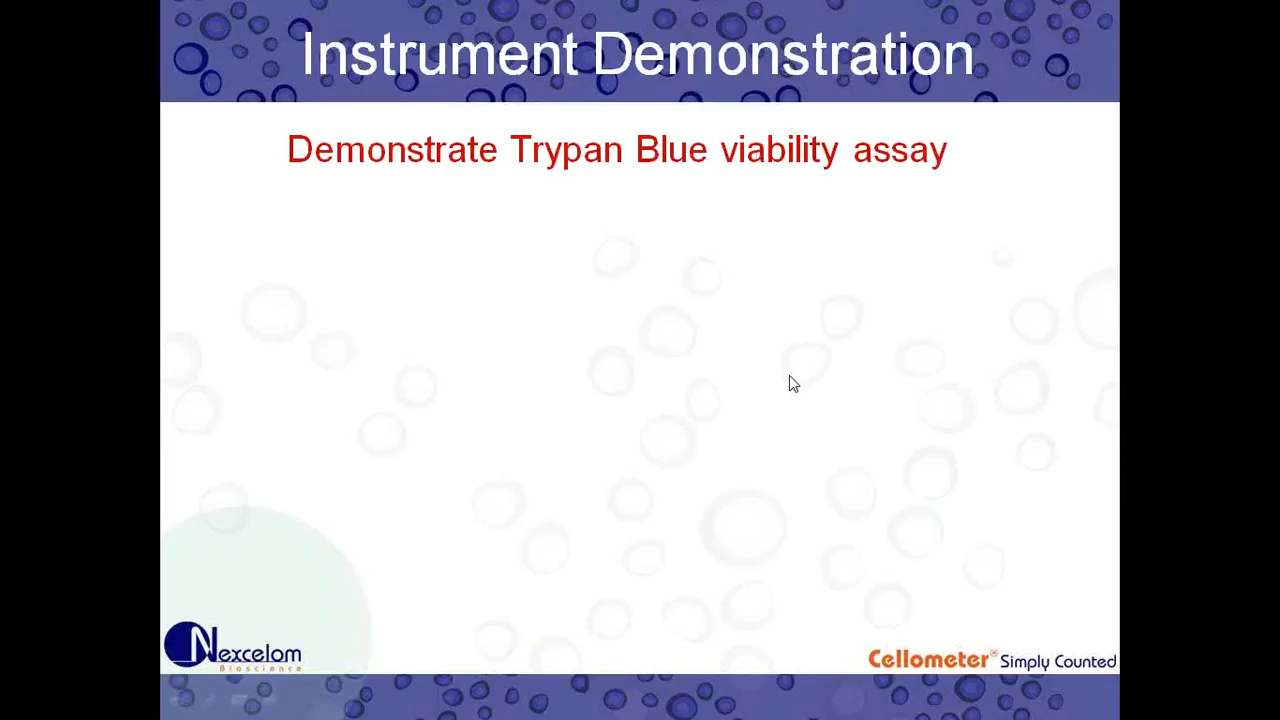 Instrument Demonstration
Demonstrate Trypan Blue viability assay
Nexcelom
Bioscience
Cellometer® Simply Counted